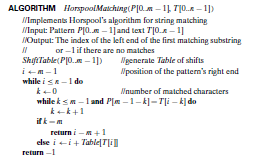 ALGORITHM HorspoolMatching(P[0..m − 1], T[0..n − 1])
//Implements Horspool's algorithm for string matching
//Input: Pattern P[0..m − 1] and text T[0..n − 1]
//Output: The index of the left end of the first matching substring
// or −1 if there are no matches
ShiftTable(P[0..m − 1]) //generate Table of shifts
i ← m − 1 //position of the pattern's right end
while i ≤ n − 1 do
k ← 0 //number of matched characters
while k ≤ m − 1 and P[m − 1 − k] = T[i − k] do
k ← k + 1
if k = m
return i − m + 1
else i ← i + Table[T[i]]
return −1